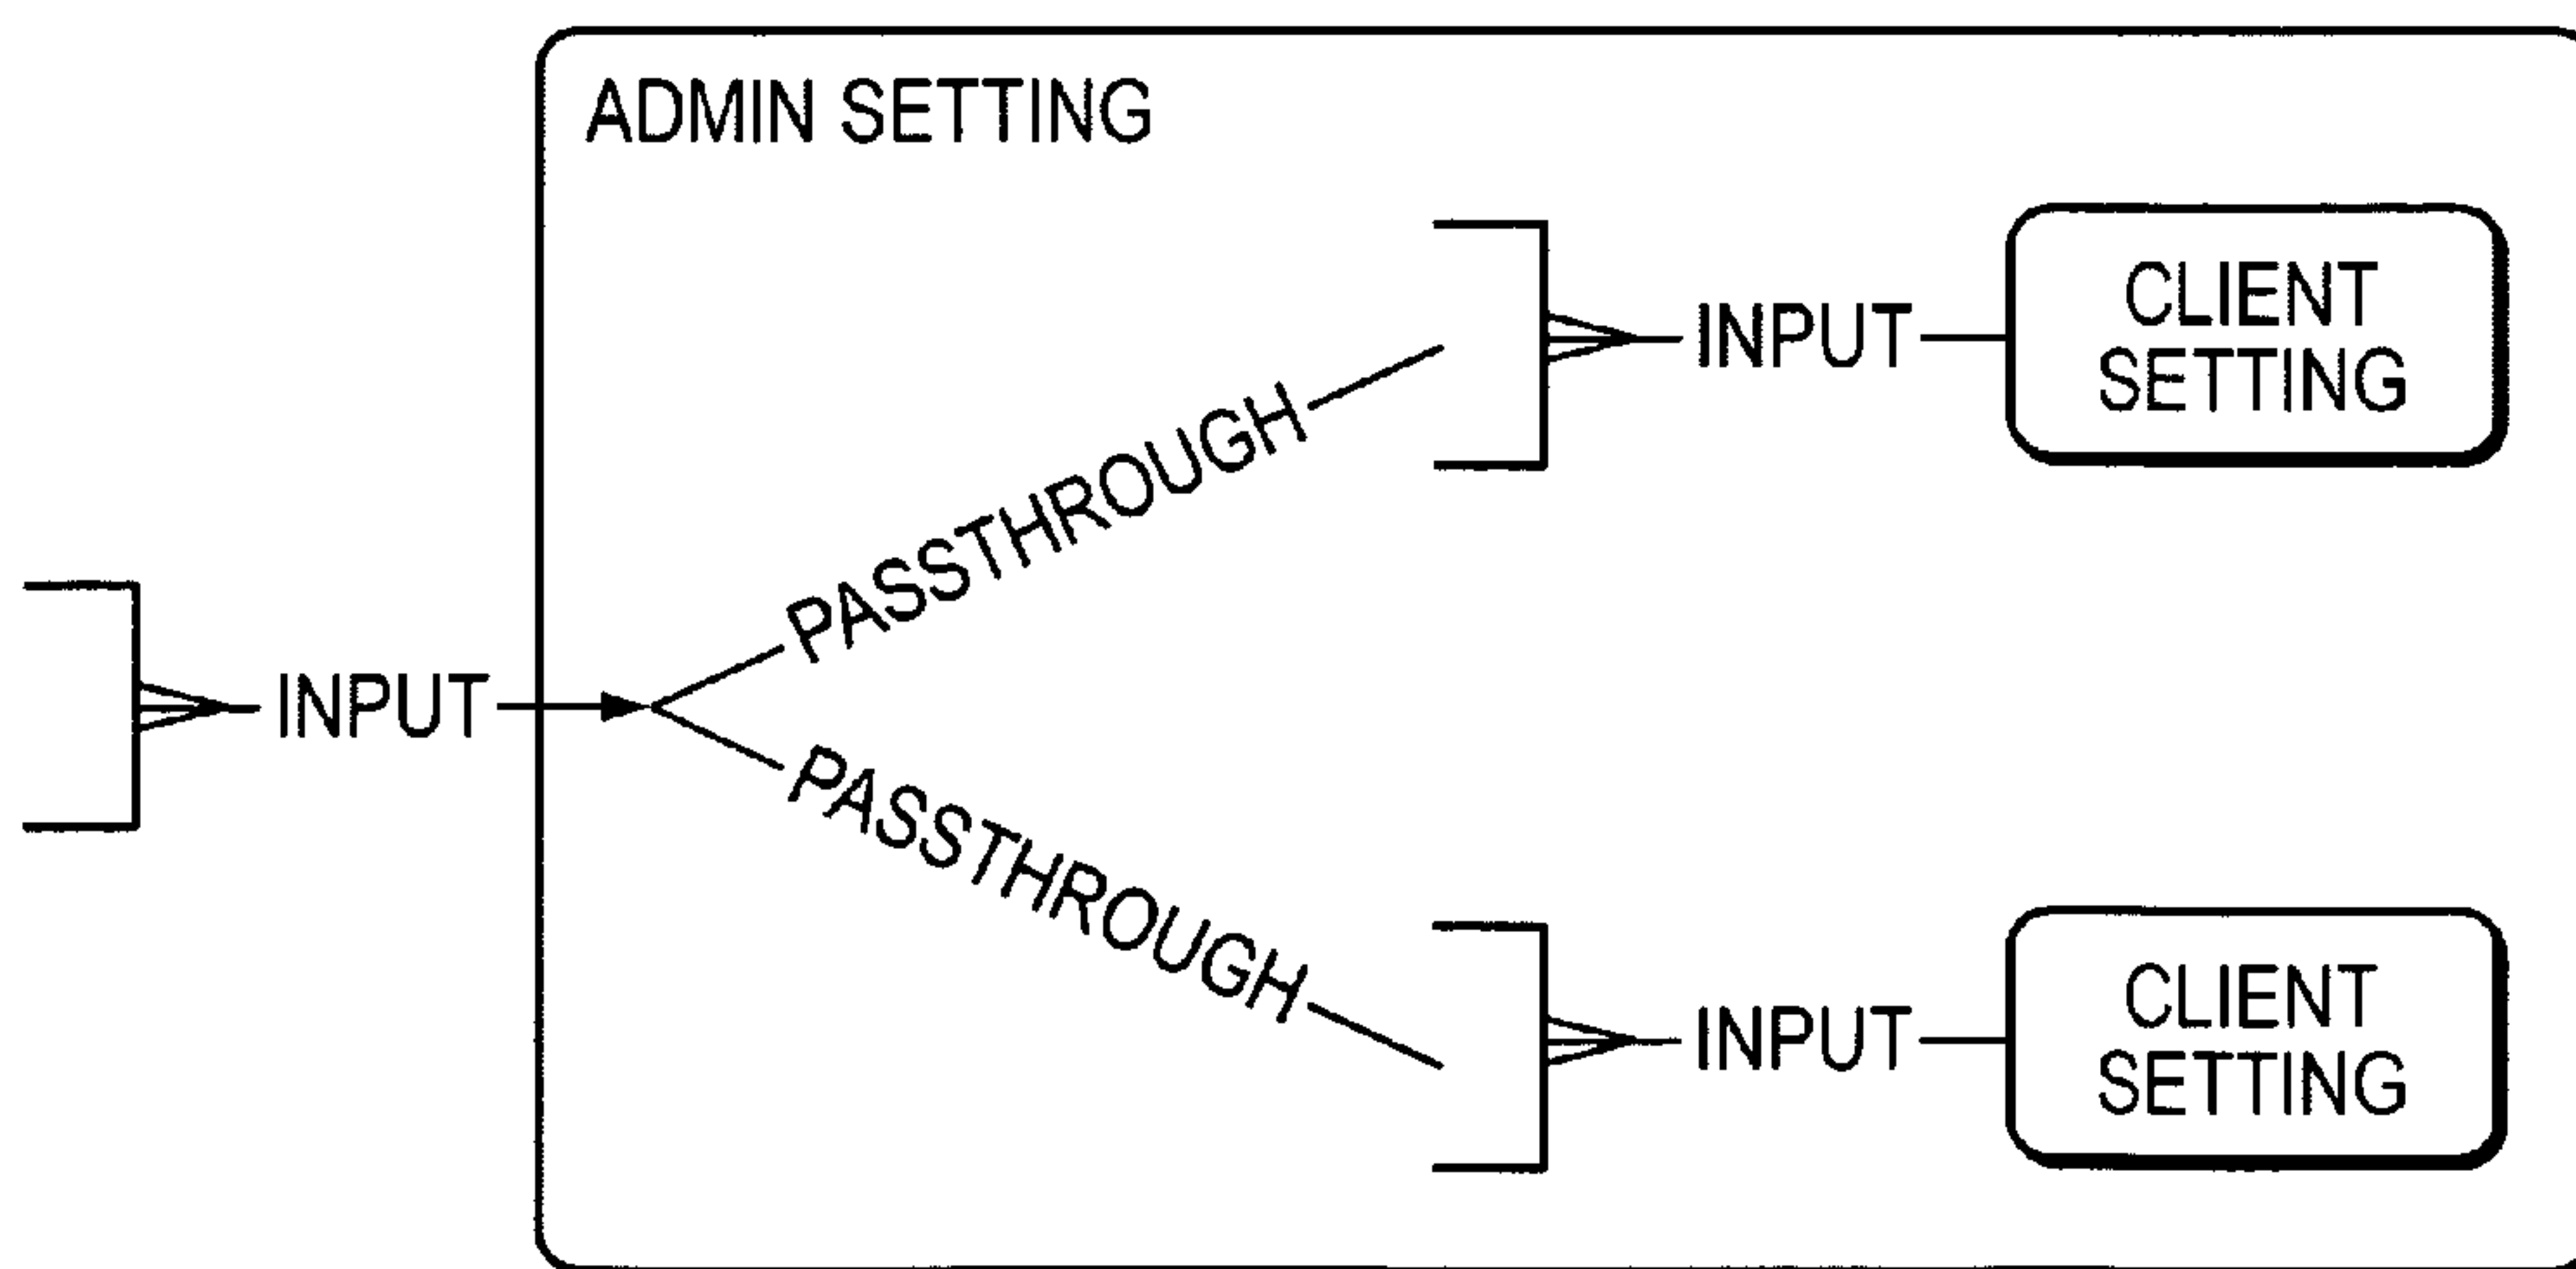 ADMIN SETTING
INPUT
PASSTHROUGH
INPUT
CLIENT
SETTING
PASSTHROUGH
INPUT
CLIENT
SETTING